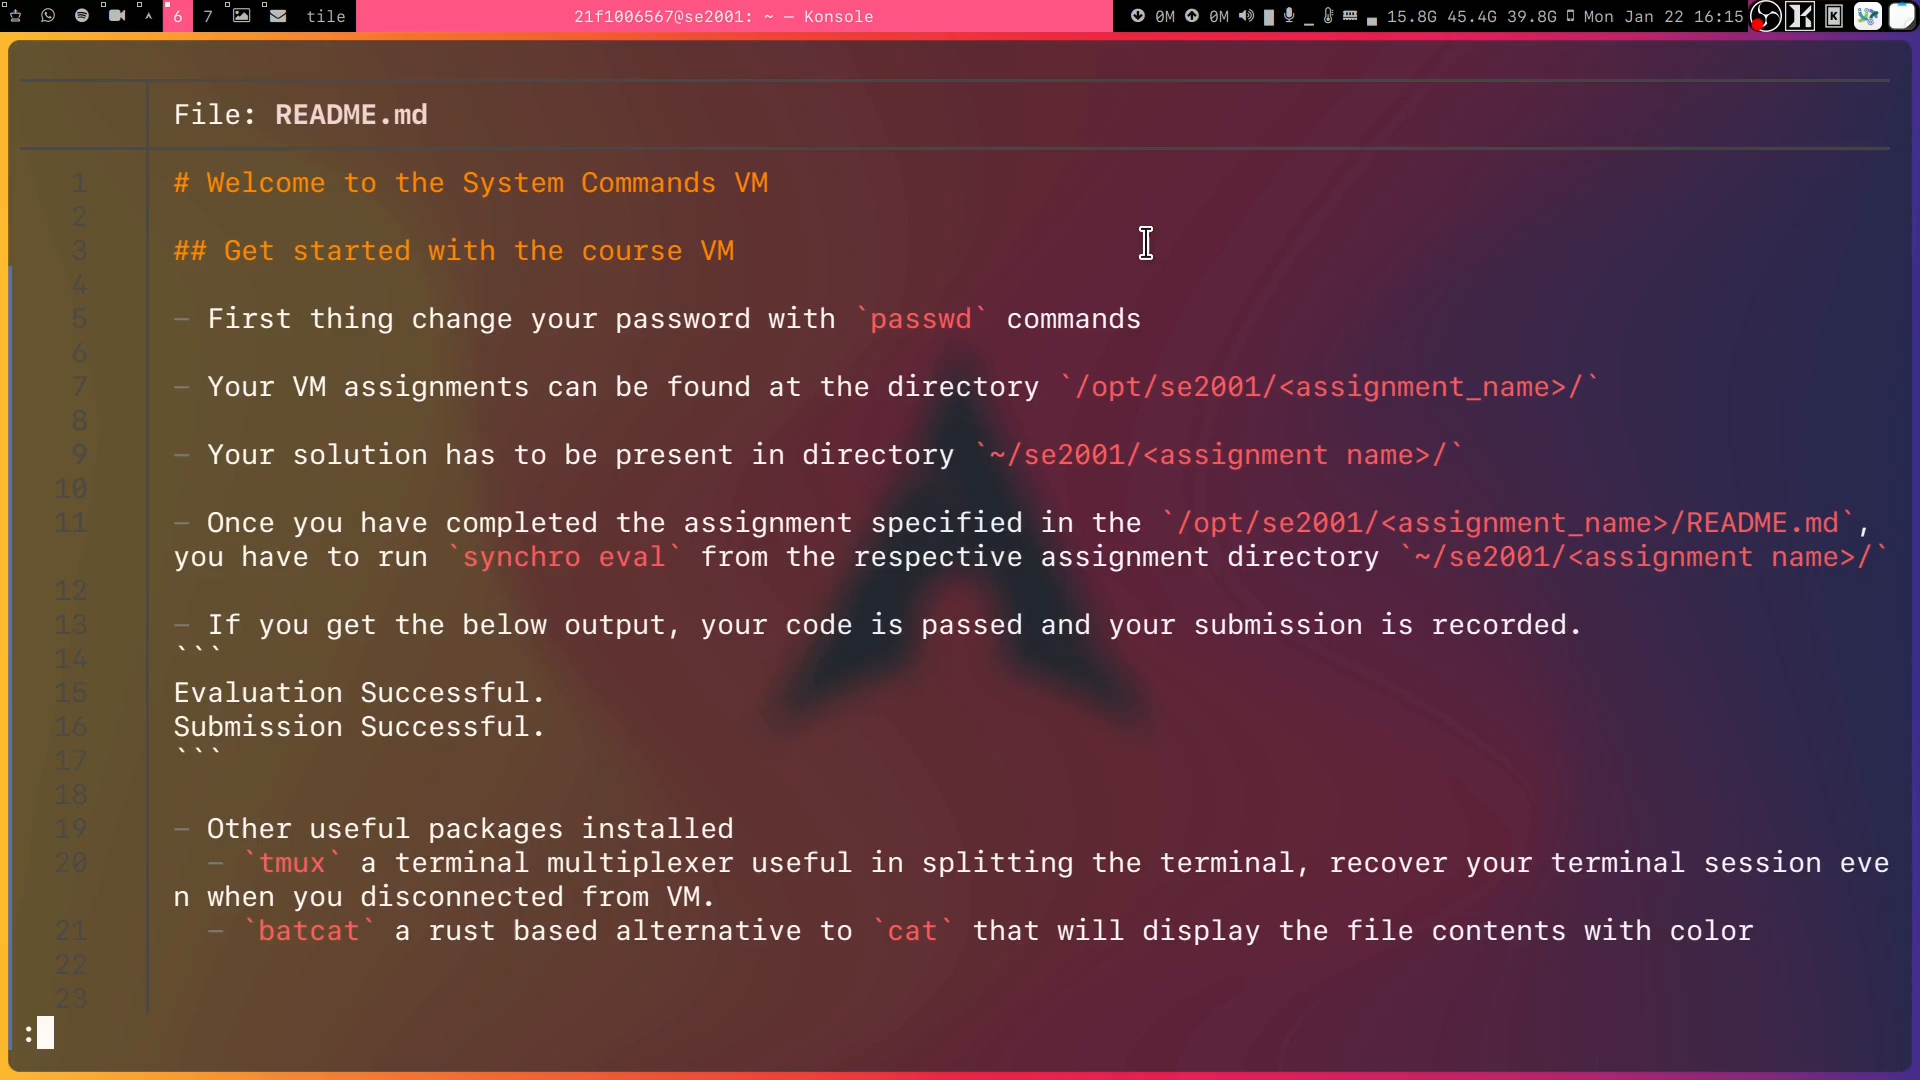 6 7 tile 21f1006567@se2001: ~ — Konsole 0M 0M 15.8G 45.4G 39.8G Mon Jan 22 16:15
File: README.md
1 # Welcome to the System Commands VM
2
3 ## Get started with the course VM
4
5 - First thing change your password with `passwd` commands
6
7 - Your VM assignments can be found at the directory `/opt/se2001/<assignment_name>/`
8
9 - Your solution has to be present in directory `~/se2001/<assignment name>/`
10
11 - Once you have completed the assignment specified in the `/opt/se2001/<assignment_name>/README.md`,
you have to run `synchro eval` from the respective assignment directory `~/se2001/<assignment name>/`
12
13 - If you get the below output, your code is passed and your submission is recorded.
14 ```
15 Evaluation Successful.
16 Submission Successful.
17 ```
18
19 - Other useful packages installed
20 - `tmux` a terminal multiplexer useful in splitting the terminal, recover your terminal session eve
n when you disconnected from VM.
21 - `batcat` a rust based alternative to `cat` that will display the file contents with color
22
23
: